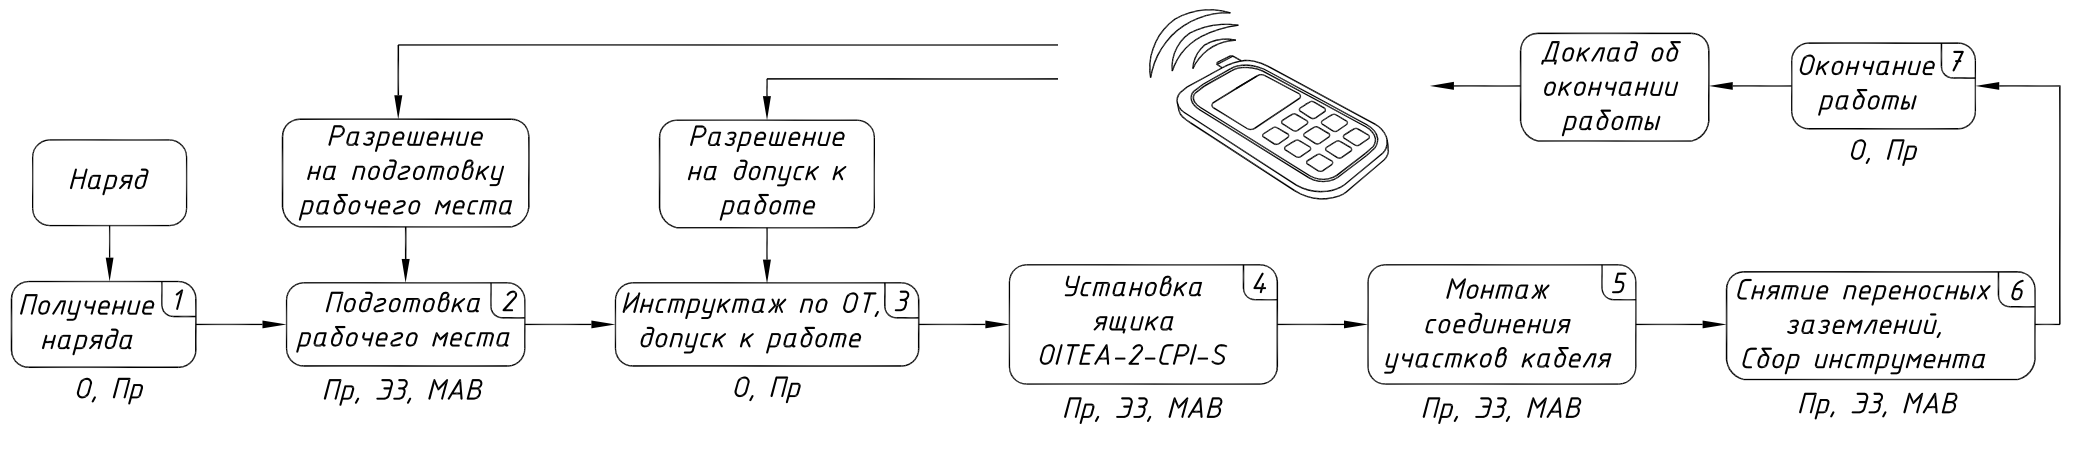 Наряд
Получение
наряда
1
О, Пр
Разрешение
на подготовку
рабочего места
Подготовка
рабочего места
2
Пр, ЭЗ, МАВ
Разрешение
на допуск к
работе
Инструктаж по ОТ,
допуск к работе
3
О, Пр
Установка
ящика
OITEA-2-CPI-S
4
Пр, ЭЗ, МАВ
Монтаж
соединения
участков кабеля
5
Пр, ЭЗ, МАВ
Снятие переносных
заземлений,
Сбор инструмента
6
Пр, ЭЗ, МАВ
Окончание
работы
7
О, Пр
Доклад об
окончании
работы